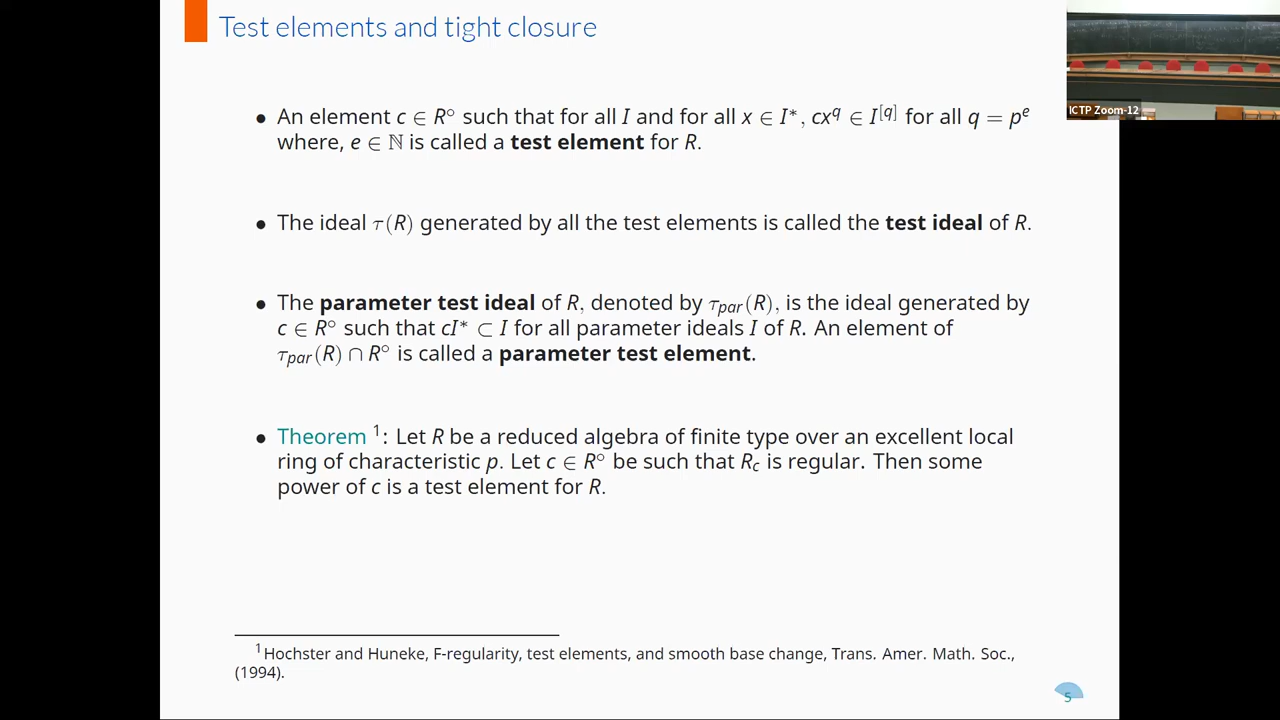 Test elements and tight closure
ICTP Zoom-12
• An element c ∈ R° such that for all I and for all x ∈ I*, cx^q ∈ I^[q] for all q = p^e
where, e ∈ ℕ is called a test element for R.
• The ideal τ(R) generated by all the test elements is called the test ideal of R.
• The parameter test ideal of R, denoted by τ_par(R), is the ideal generated by
c ∈ R° such that cI* ⊂ I for all parameter ideals I of R. An element of
τ_par(R) ∩ R° is called a parameter test element.
• Theorem ¹: Let R be a reduced algebra of finite type over an excellent local
ring of characteristic p. Let c ∈ R° be such that R_c is regular. Then some
power of c is a test element for R.
¹Hochster and Huneke, F-regularity, test elements, and smooth base change, Trans. Amer. Math. Soc.,
(1994).
5